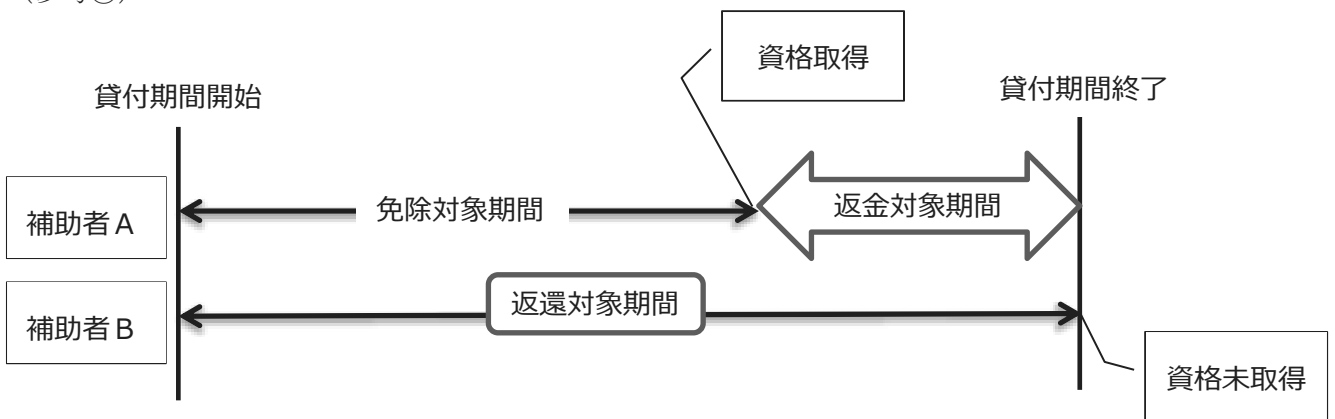 資格取得
貸付期間開始
貸付期間終了
補助者A
免除対象期間
返金対象期間
補助者B
返還対象期間
資格未取得